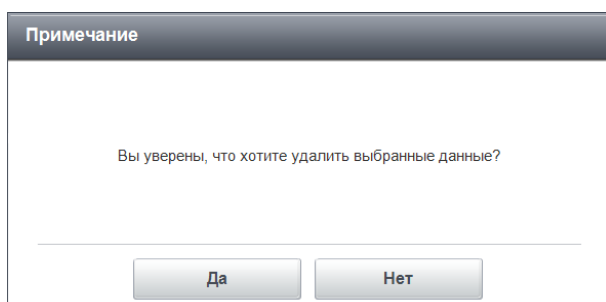 Примечание
Вы уверены, что хотите удалить выбранные данные?
Да
Нет